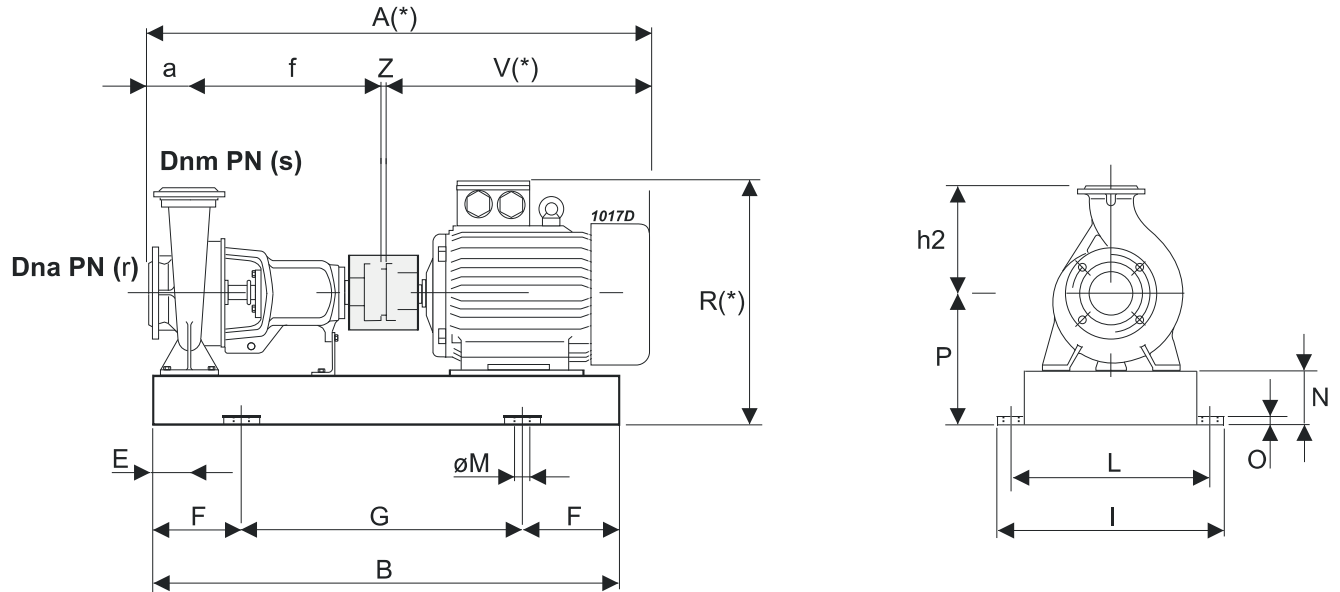 A(*)
a f Z V(*)
Dnm PN (s)
1017D
Dna PN (r)
h2
R(*)
P
N
E
øM
O
L
F G F
I
B